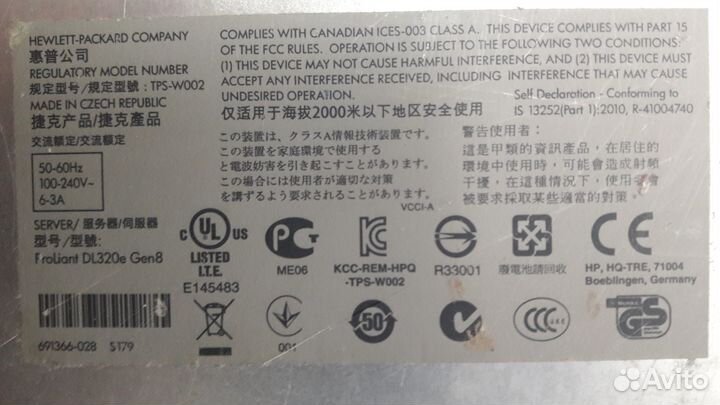 HEWLETT-PACKARD COMPANY
惠普公司
REGULATORY MODEL NUMBER
规定型号/規定型號: TPS-W002
MADE IN CZECH REPUBLIC
捷克产品/捷克產品
交流額定/交流额定
50-60Hz
100-240V~
6-3A
SERVER/ 服务器/伺服器
型号/型號:
ProLiant DL320e Gen8
691366-028 S179
COMPLIES WITH CANADIAN ICES-003 CLASS A. THIS DEVICE COMPLIES WITH PART 15
OF THE FCC RULES. OPERATION IS SUBJECT TO THE FOLLOWING TWO CONDITIONS:
(1) THIS DEVICE MAY NOT CAUSE HARMFUL INTERFERENCE, AND (2) THIS DEVICE MUST
ACCEPT ANY INTERFERENCE RECEIVED, INCLUDING INTERFERENCE THAT MAY CAUSE
UNDESIRED OPERATION.
Self Declaration - Conforming to
IS 13252(Part 1):2010, R-41004740
仅适用于海拔2000米以下地区安全使用
この装置は、クラスA情報技術装置です。
この装置を家庭環境で使用する
と電波妨害を引き起こすことがあります。
この場合には使用者が適切な対策
を講ずるよう要求されることがあります。
VCCI-A
警告使用者:
這是甲類的資訊產品，在居住的
環境中使用時，可能會造成射頻
干擾，在這種情況下，使用者會
被要求採取某些適當的對策.
c UL US
LISTED
I.T.E.
E145483
PG
ME06
KCC-REM-HPQ
-TPS-W002
R33001
廢電池請回收
CE
HP, HQ-TRE, 71004
Boeblingen, Germany
001
50
CCC
GS
Avito